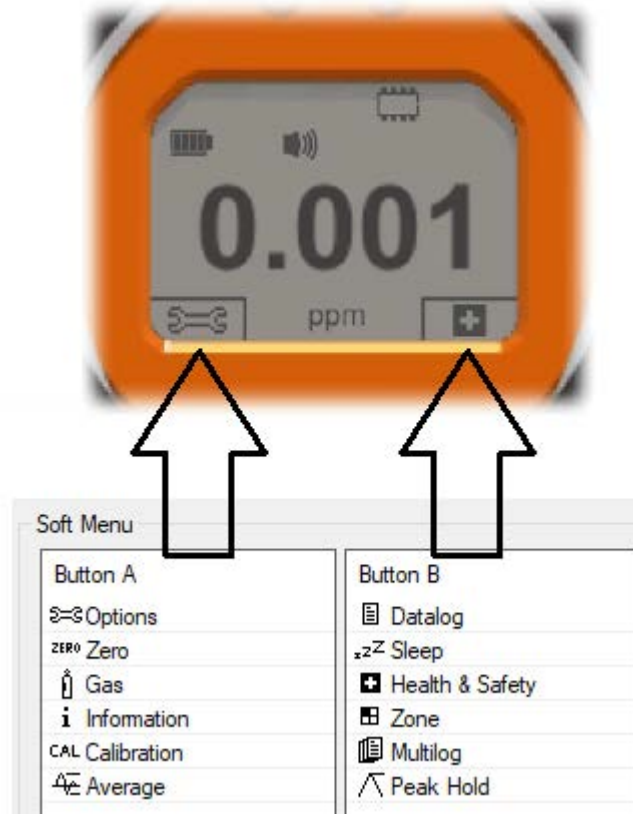 0.001
ppm
Soft Menu
Button A
Options
ZERO Zero
Gas
i Information
CAL Calibration
Average
Button B
Datalog
zzZ Sleep
Health & Safety
Zone
Multilog
Peak Hold